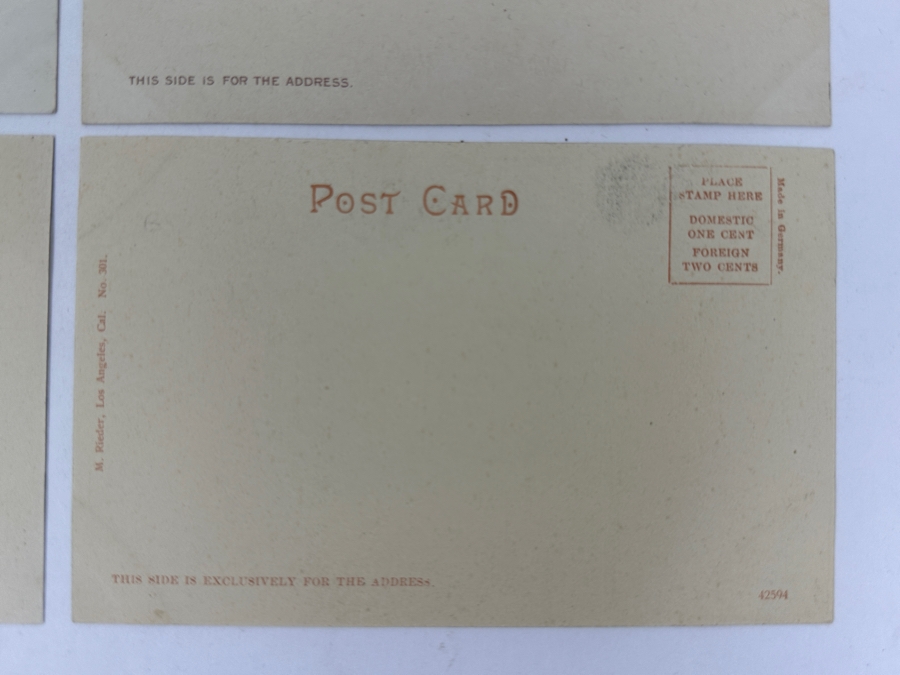 THIS SIDE IS FOR THE ADDRESS.
POST CARD
PLACE
STAMP HERE
DOMESTIC
ONE CENT
FOREIGN
TWO CENTS
Made in Germany.
M. Rieder, Los Angeles, Cal. No. 301.
THIS SIDE IS EXCLUSIVELY FOR THE ADDRESS.
42594